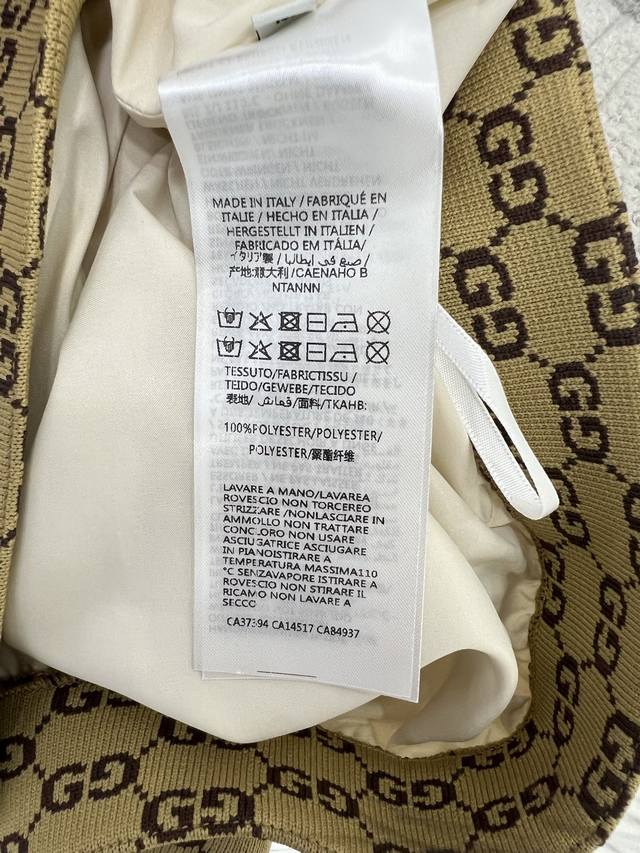 MADE IN ITALY / FABRIQUÉ EN
ITALIE / HECHO EN ITALIA /
HERGESTELLT IN ITALIEN /
FABRICADO EM ITÁLIA/
イタリア製 / صنع في ايطاليا /
产地:意大利/ CAENAHO B
NTANNN
TESSUTO/FABRICTISSU /
TEIDO/GEWEBE/TECIDO
表地/ قماش/面料/TKAHB:
100%POLYESTER/POLYESTER/
POLYESTER/聚酯纤维
LAVARE A MANO/LAVAREA
ROVESCIO NON TORCEREO
STRIZZARE /NONLASCIARE IN
AMMOLLO NON TRATTARE
CONCLORO NON USARE
ASCIUGATRICE ASCIUGARE
IN PIANOISTIRARE A
TEMPERATURA MASSIMA110
°C SENZAVAPORE ISTIRARE A
ROVESCIO NON STIRARE IL
RICAMO NON LAVARE A
SECCO
CA37394 CA14517 CA84937